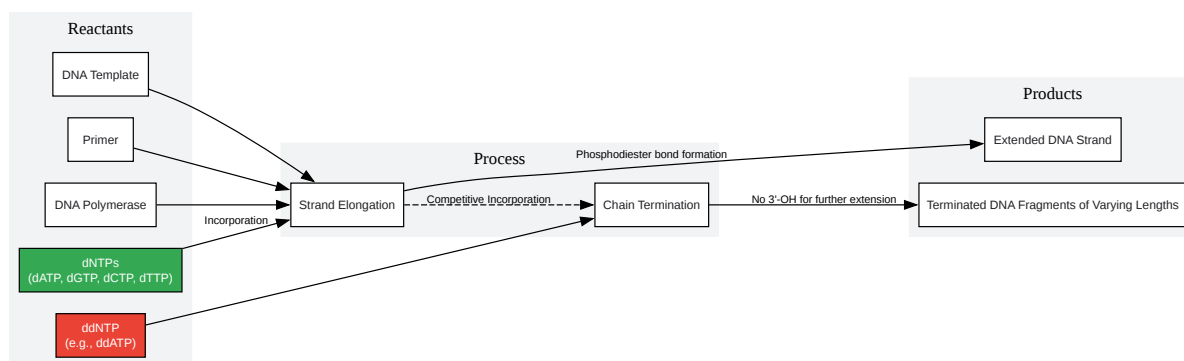 Reactants
DNA Template
Primer
DNA Polymerase
dNTPs
(dATP, dGTP, dCTP, dTTP)
ddNTP
(e.g., ddATP)
Incorporation
Process
Strand Elongation
Competitive Incorporation
Chain Termination
Phosphodiester bond formation
No 3'-OH for further extension
Products
Extended DNA Strand
Terminated DNA Fragments of Varying Lengths